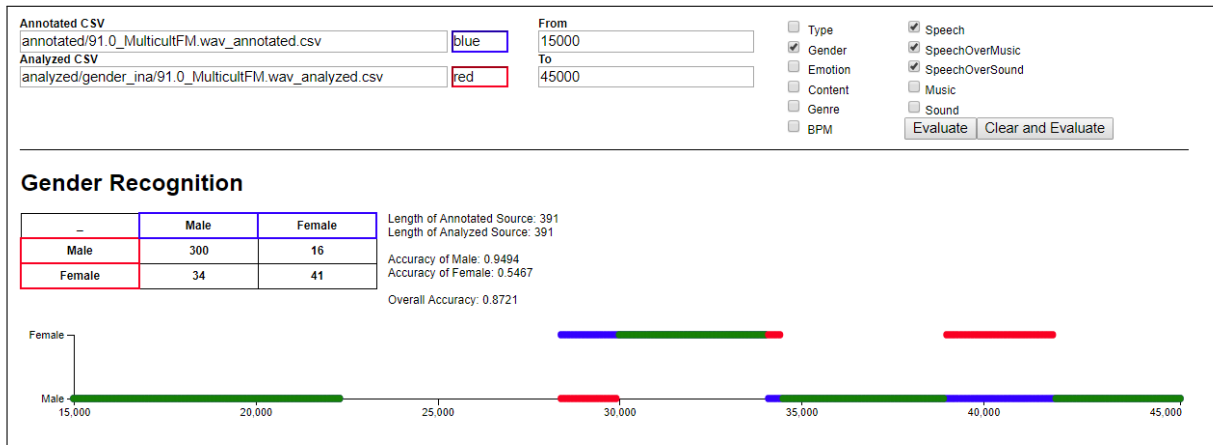 Annotated CSV
annotated/91.0_MulticultFM.wav_annotated.csv
blue
Analyzed CSV
analyzed/gender_ina/91.0_MulticultFM.wav_analyzed.csv
red
From
15000
To
45000
Type
Gender
Emotion
Content
Genre
BPM
Speech
SpeechOverMusic
SpeechOverSound
Music
Sound
Evaluate Clear and Evaluate
Gender Recognition
_ Male Female
Male 300 16
Female 34 41
Length of Annotated Source: 391
Length of Analyzed Source: 391
Accuracy of Male: 0.9494
Accuracy of Female: 0.5467
Overall Accuracy: 0.8721
Female
Male
15,000 20,000 25,000 30,000 35,000 40,000 45,000